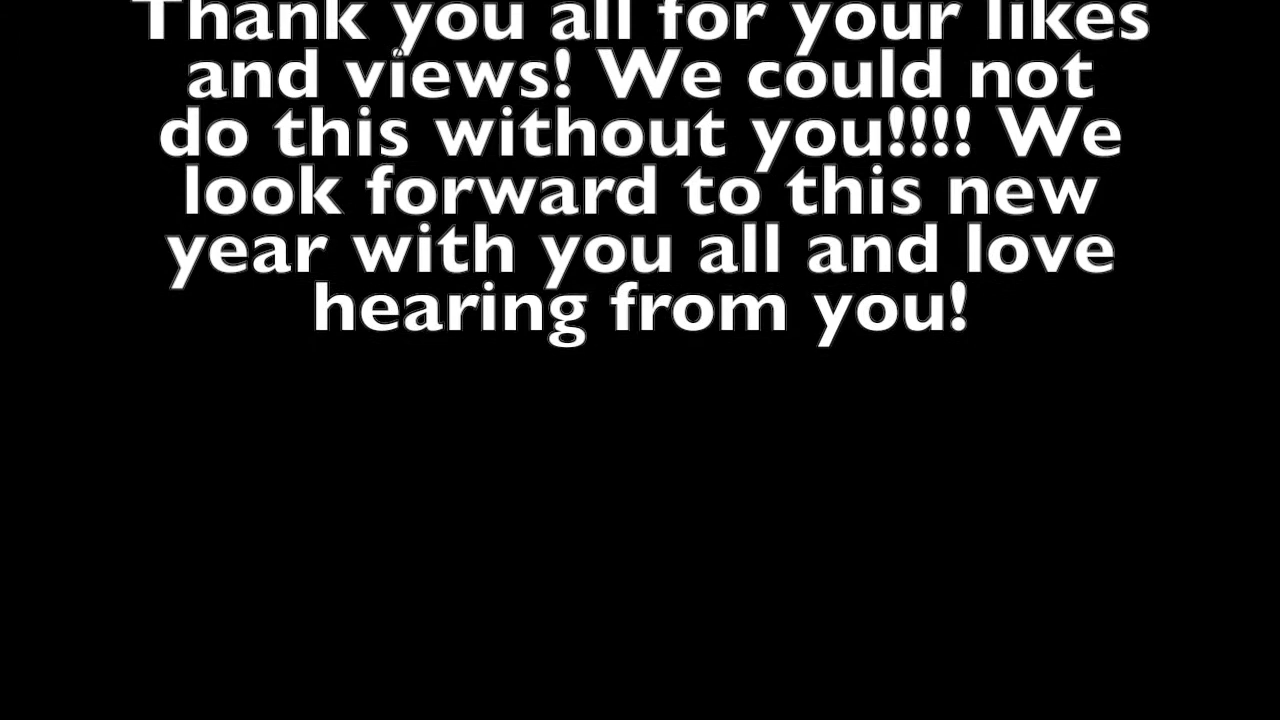 Thank you all for your likes
and views! We could not
do this without you!!!! We
look forward to this new
year with you all and love
hearing from you!